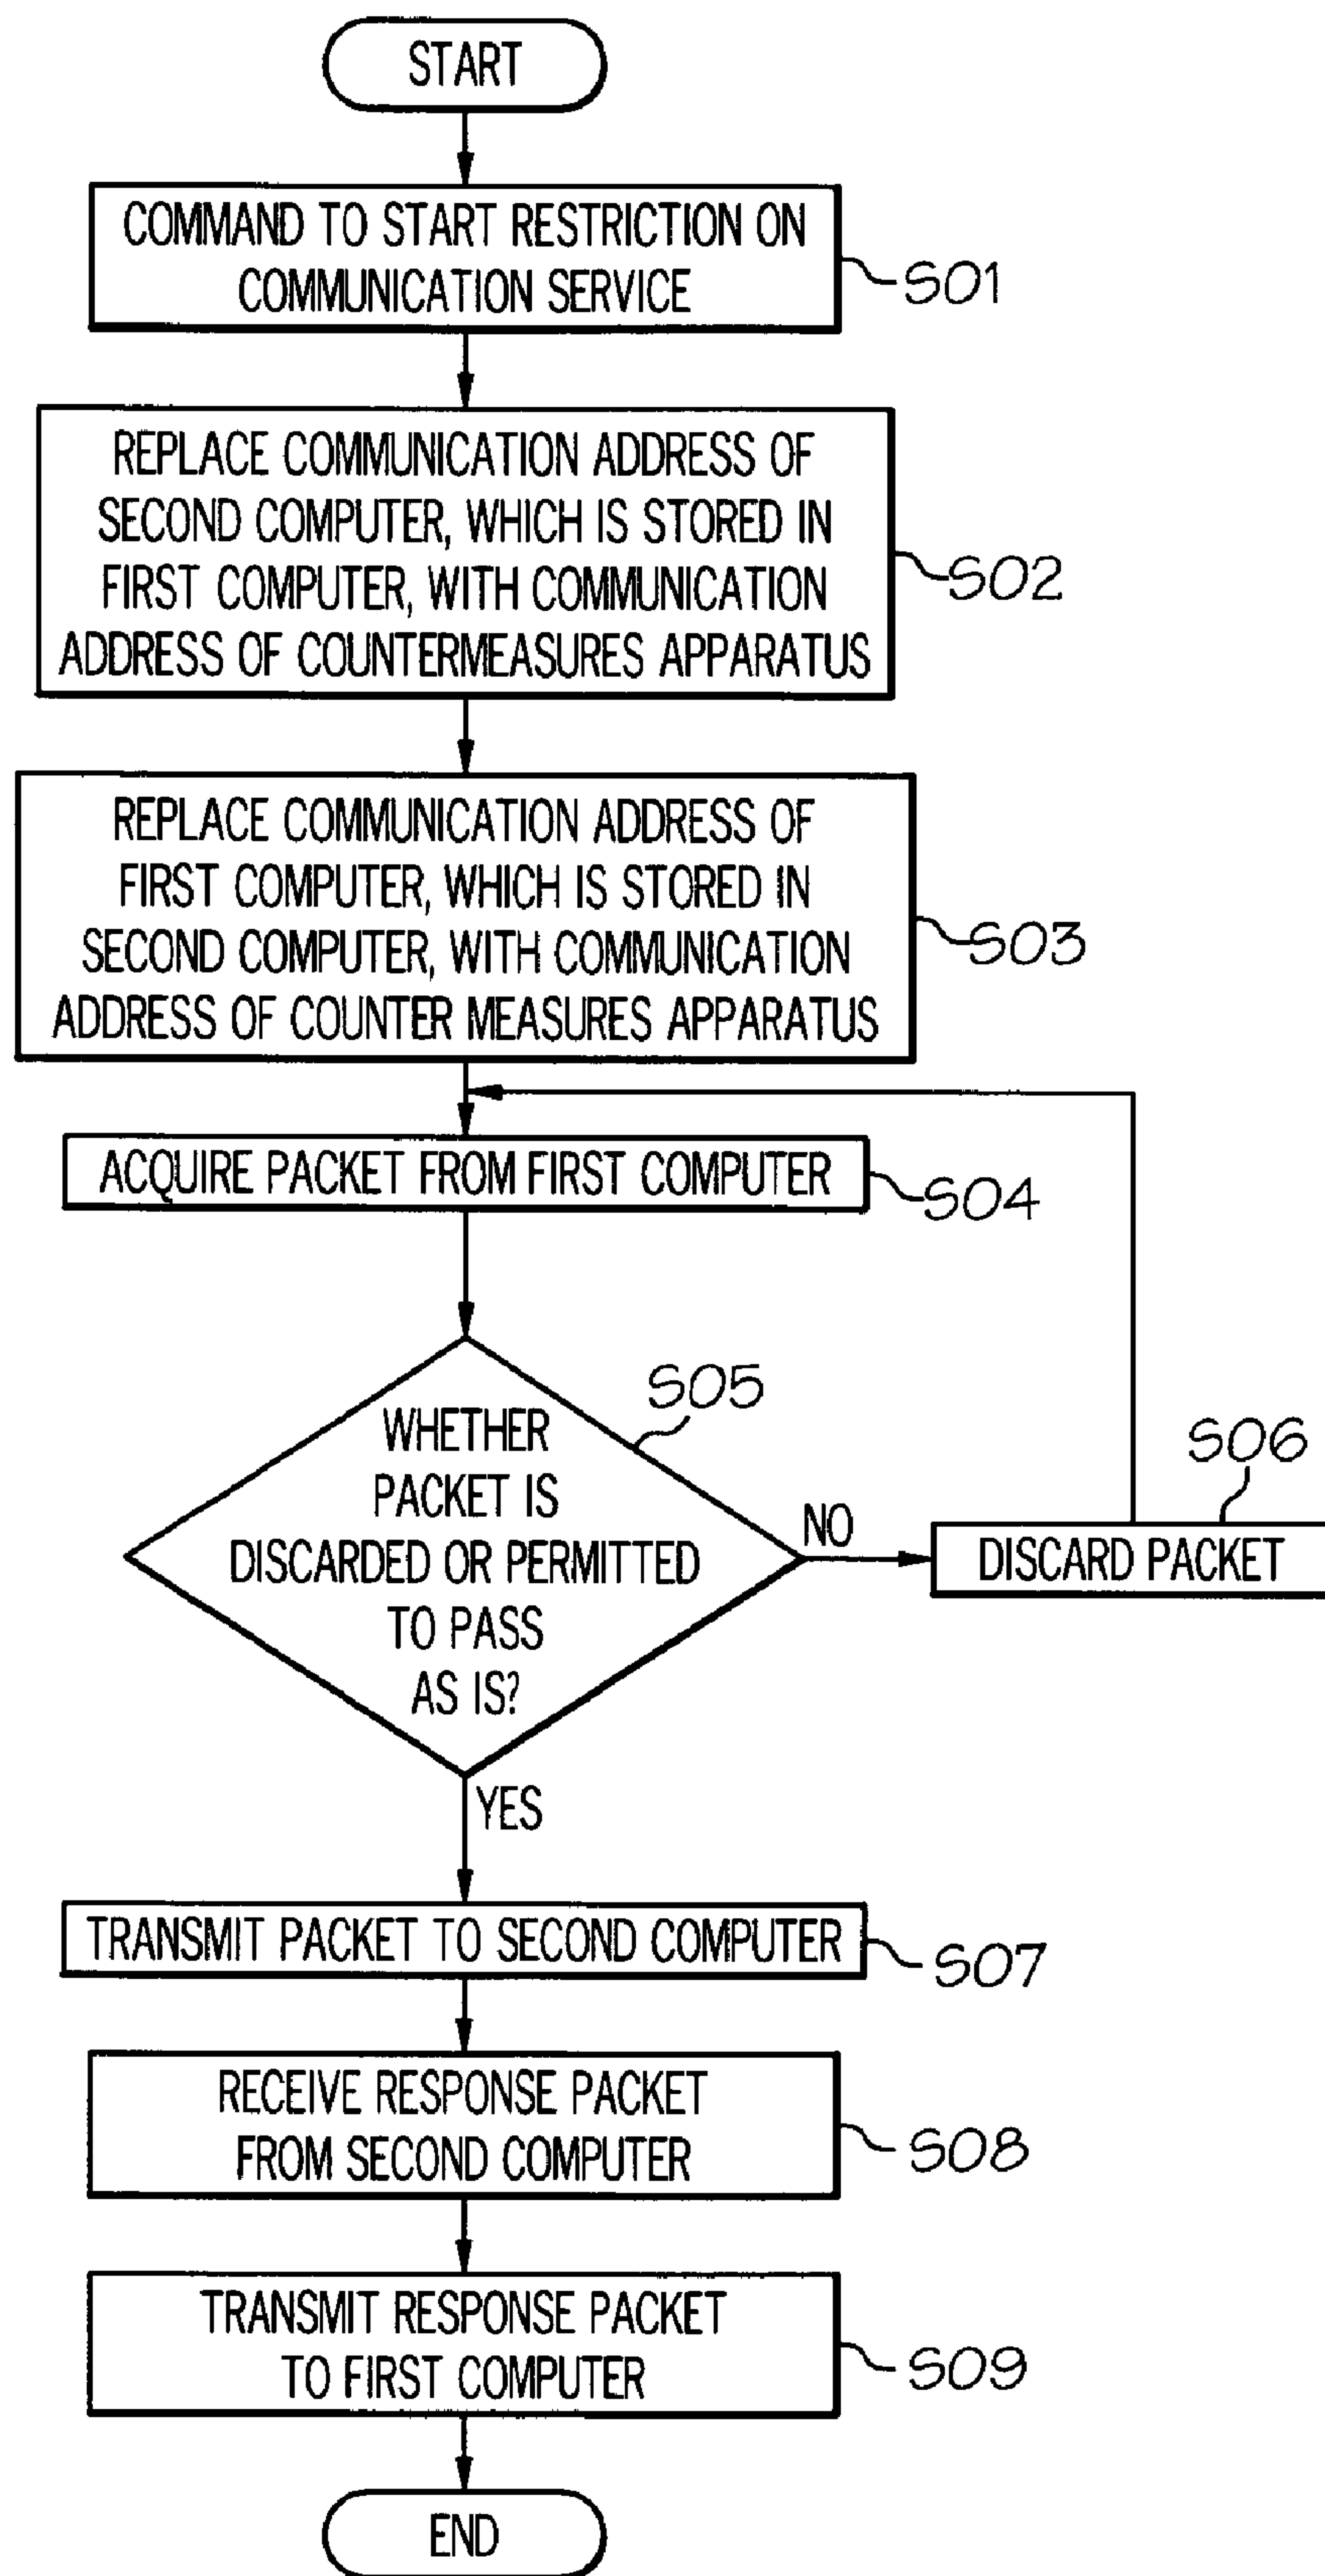 START
COMMAND TO START RESTRICTION ON
COMMUNICATION SERVICE
S01
REPLACE COMMUNICATION ADDRESS OF
SECOND COMPUTER, WHICH IS STORED IN
FIRST COMPUTER, WITH COMMUNICATION
ADDRESS OF COUNTERMEASURES APPARATUS
S02
REPLACE COMMUNICATION ADDRESS OF
FIRST COMPUTER, WHICH IS STORED IN
SECOND COMPUTER, WITH COMMUNICATION
ADDRESS OF COUNTER MEASURES APPARATUS
S03
ACQUIRE PACKET FROM FIRST COMPUTER
S04
WHETHER
PACKET IS
DISCARDED OR PERMITTED
TO PASS
AS IS?
S05
NO
S06
DISCARD PACKET
YES
TRANSMIT PACKET TO SECOND COMPUTER
S07
RECEIVE RESPONSE PACKET
FROM SECOND COMPUTER
S08
TRANSMIT RESPONSE PACKET
TO FIRST COMPUTER
S09
END